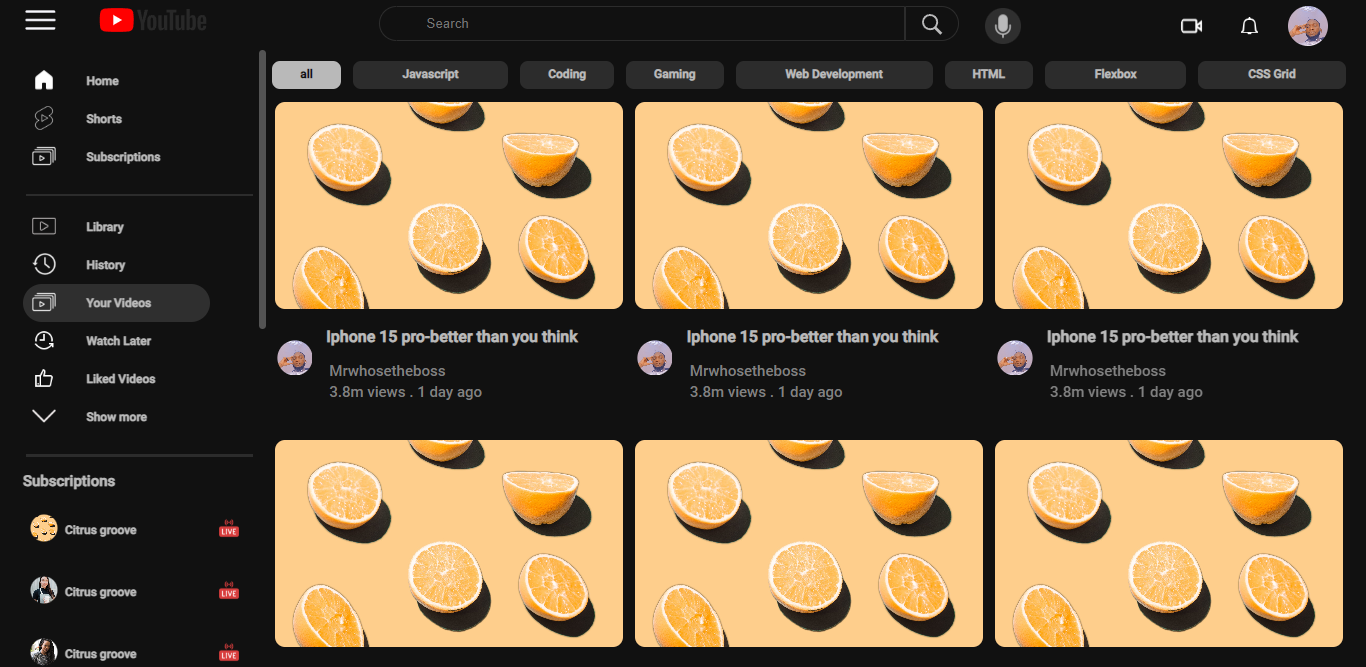 YouTube
Search
all Javascript Coding Gaming Web Development HTML Flexbox CSS Grid
Home
Shorts
Subscriptions
Library
History
Your Videos
Watch Later
Liked Videos
Show more
Subscriptions
Citrus groove LIVE
Citrus groove LIVE
Citrus groove LIVE
Iphone 15 pro-better than you think
Mrwhosetheboss
3.8m views . 1 day ago
Iphone 15 pro-better than you think
Mrwhosetheboss
3.8m views . 1 day ago
Iphone 15 pro-better than you think
Mrwhosetheboss
3.8m views . 1 day ago